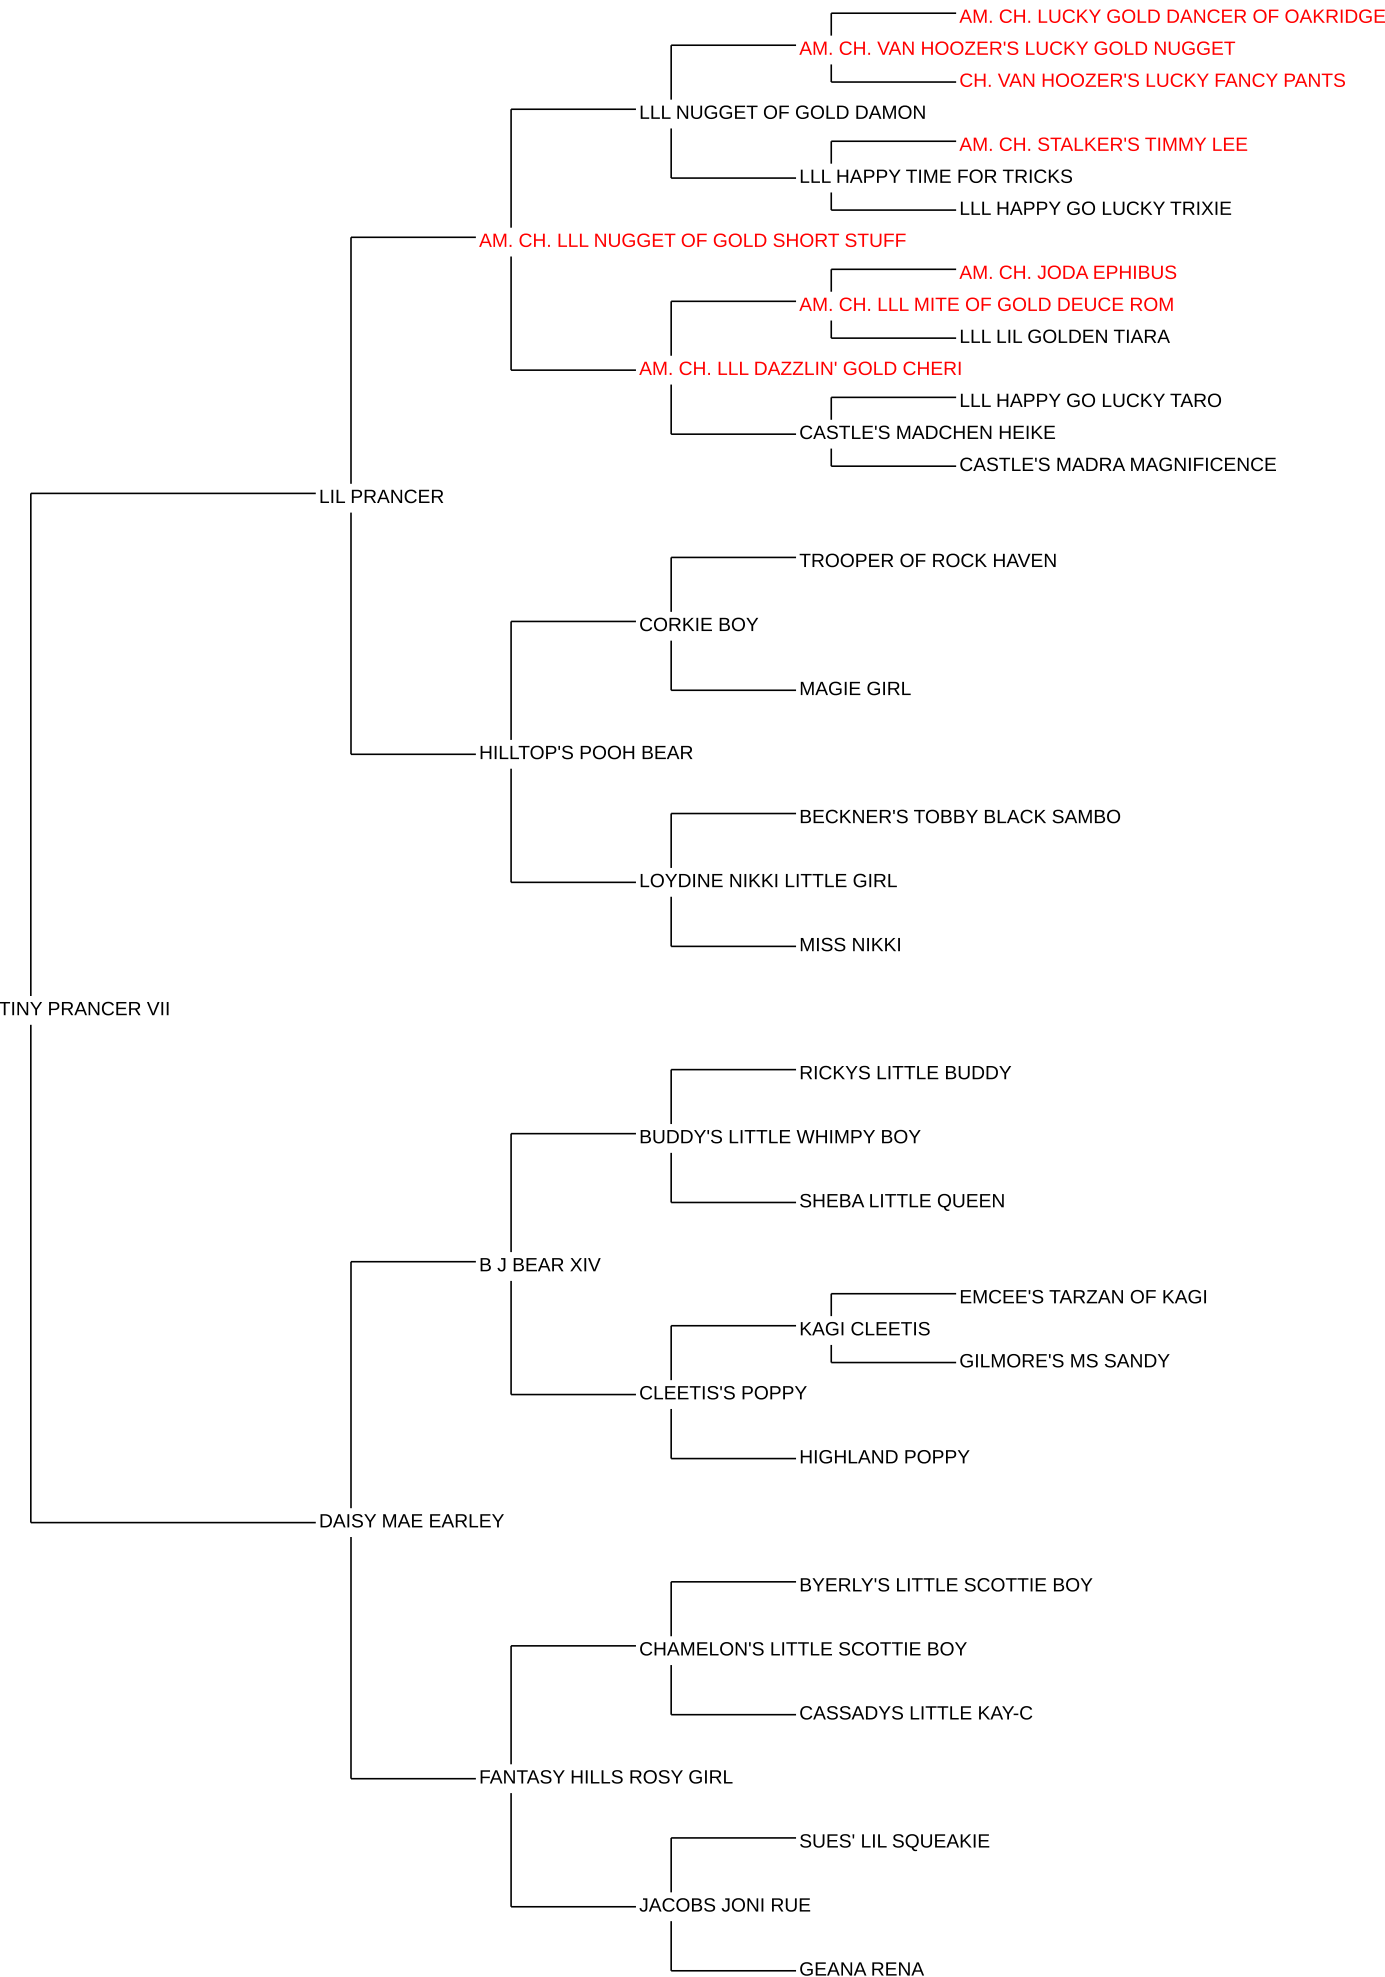 AM. CH. LUCKY GOLD DANCER OF OAKRIDGE
AM. CH. VAN HOOZER'S LUCKY GOLD NUGGET
CH. VAN HOOZER'S LUCKY FANCY PANTS
LLL NUGGET OF GOLD DAMON
AM. CH. STALKER'S TIMMY LEE
LLL HAPPY TIME FOR TRICKS
LLL HAPPY GO LUCKY TRIXIE
AM. CH. LLL NUGGET OF GOLD SHORT STUFF
AM. CH. JODA EPHIBUS
AM. CH. LLL MITE OF GOLD DEUCE ROM
LLL LIL GOLDEN TIARA
AM. CH. LLL DAZZLIN' GOLD CHERI
LLL HAPPY GO LUCKY TARO
CASTLE'S MADCHEN HEIKE
CASTLE'S MADRA MAGNIFICENCE
LIL PRANCER
TROOPER OF ROCK HAVEN
CORKIE BOY
MAGIE GIRL
HILLTOP'S POOH BEAR
BECKNER'S TOBBY BLACK SAMBO
LOYDINE NIKKI LITTLE GIRL
MISS NIKKI
TINY PRANCER VII
RICKYS LITTLE BUDDY
BUDDY'S LITTLE WHIMPY BOY
SHEBA LITTLE QUEEN
B J BEAR XIV
EMCEE'S TARZAN OF KAGI
KAGI CLEETIS
GILMORE'S MS SANDY
CLEETIS'S POPPY
HIGHLAND POPPY
DAISY MAE EARLEY
BYERLY'S LITTLE SCOTTIE BOY
CHAMELON'S LITTLE SCOTTIE BOY
CASSADYS LITTLE KAY-C
FANTASY HILLS ROSY GIRL
SUES' LIL SQUEAKIE
JACOBS JONI RUE
GEANA RENA